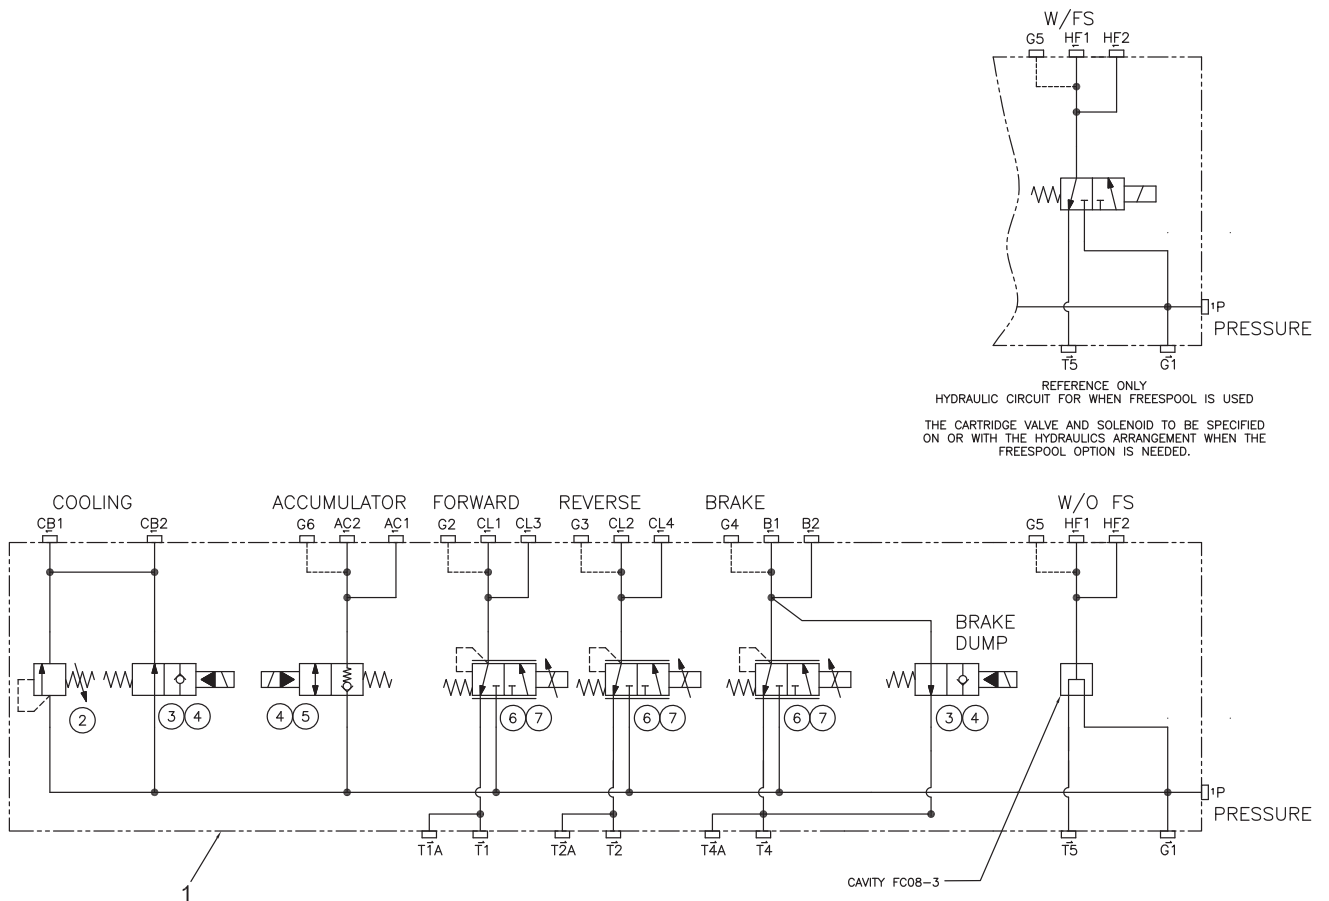 W/FS
G5 HF1 HF2
1P
PRESSURE
T5 G1
REFERENCE ONLY
HYDRAULIC CIRCUIT FOR WHEN FREESPOOL IS USED
THE CARTRIDGE VALVE AND SOLENOID TO BE SPECIFIED
ON OR WITH THE HYDRAULICS ARRANGEMENT WHEN THE
FREESPOOL OPTION IS NEEDED.
COOLING ACCUMULATOR FORWARD REVERSE BRAKE W/O FS
CB1 CB2 G6 AC2 AC1 G2 CL1 CL3 G3 CL2 CL4 G4 B1 B2 G5 HF1 HF2
BRAKE
DUMP
2 3 4 4 5 6 7 6 7 6 7 3 4
1P
PRESSURE
T1A T1 T2A T2 T4A T4 T5 G1
1
CAVITY FC08-3